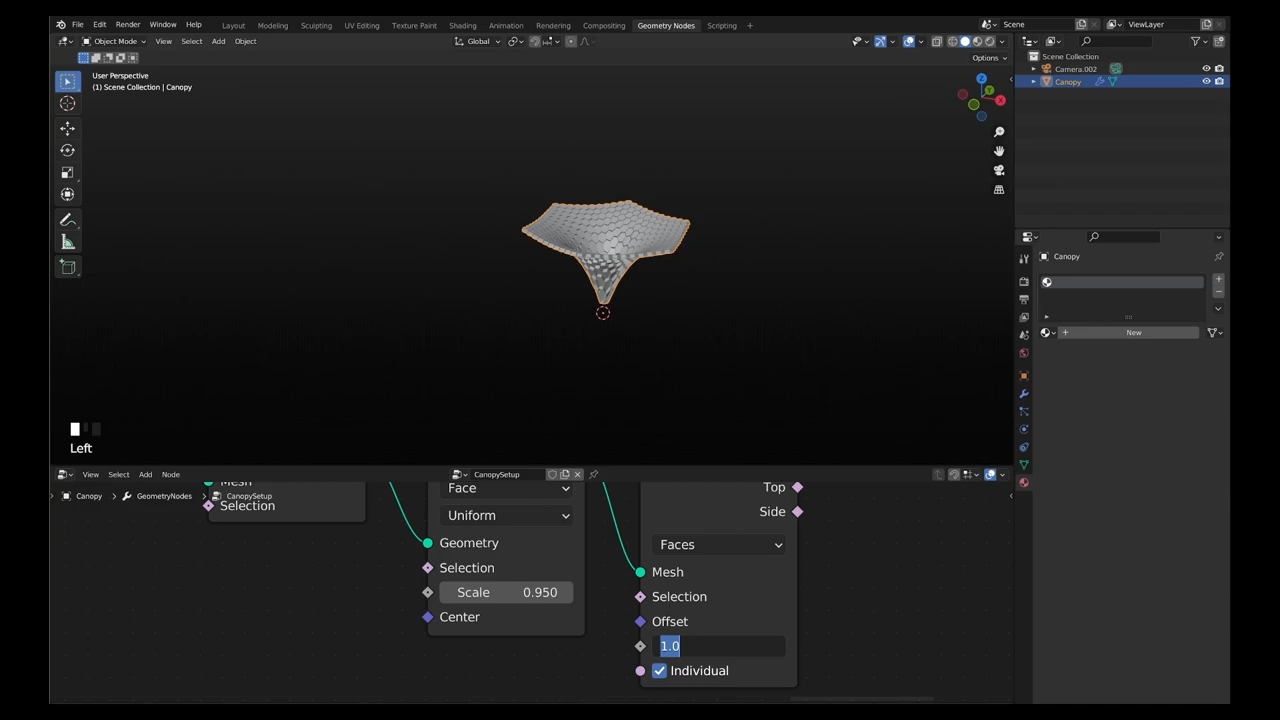 File Edit Render Window Help Layout Modeling Sculpting UV Editing Texture Paint Shading Animation Rendering Compositing Geometry Nodes Scripting + Scene ViewLayer
Object Mode View Select Add Object Global
Options
User Perspective
(1) Scene Collection | Canopy
Z
Y
X
Scene Collection
Camera.002
Canopy
Canopy
+ New
Left
View Select Add Node CanopySetup
Canopy > GeometryNodes > CanopySetup
Mesh
Selection
Face
Uniform
Geometry
Selection
Scale 0.950
Center
Top
Side
Faces
Mesh
Selection
Offset
1.0
Individual